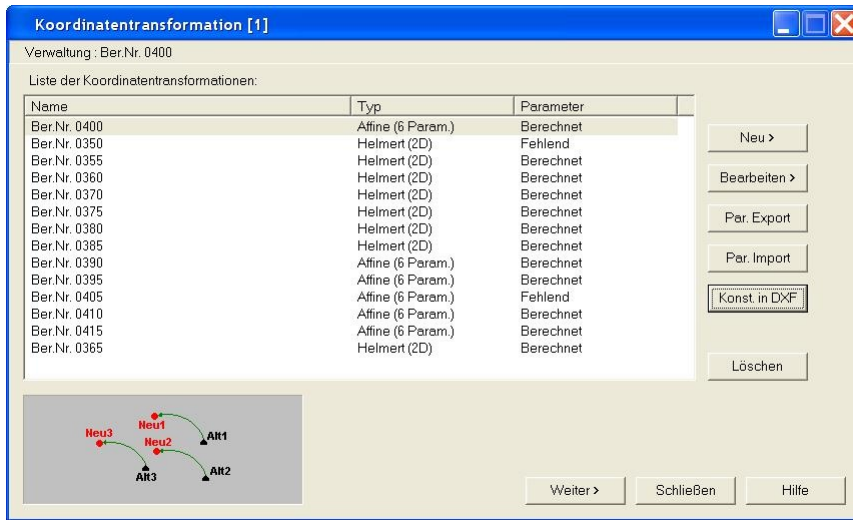 Koordinatentransformation [1]
Verwaltung : Ber.Nr. 0400
Liste der Koordinatentransformationen:
Name Typ Parameter
Ber.Nr. 0400 Affine (6 Param.) Berechnet
Ber.Nr. 0350 Helmert (2D) Fehlend
Ber.Nr. 0355 Helmert (2D) Berechnet
Ber.Nr. 0360 Helmert (2D) Berechnet
Ber.Nr. 0370 Helmert (2D) Berechnet
Ber.Nr. 0375 Helmert (2D) Berechnet
Ber.Nr. 0380 Helmert (2D) Berechnet
Ber.Nr. 0385 Helmert (2D) Berechnet
Ber.Nr. 0390 Affine (6 Param.) Berechnet
Ber.Nr. 0395 Affine (6 Param.) Berechnet
Ber.Nr. 0405 Affine (6 Param.) Fehlend
Ber.Nr. 0410 Affine (6 Param.) Berechnet
Ber.Nr. 0415 Affine (6 Param.) Berechnet
Ber.Nr. 0365 Helmert (2D) Berechnet
Neu >
Bearbeiten >
Par. Export
Par. Import
Konst. in DXF
Löschen
Neu1
Neu3
Alt1
Neu2
Alt3
Alt2
Weiter > Schließen Hilfe